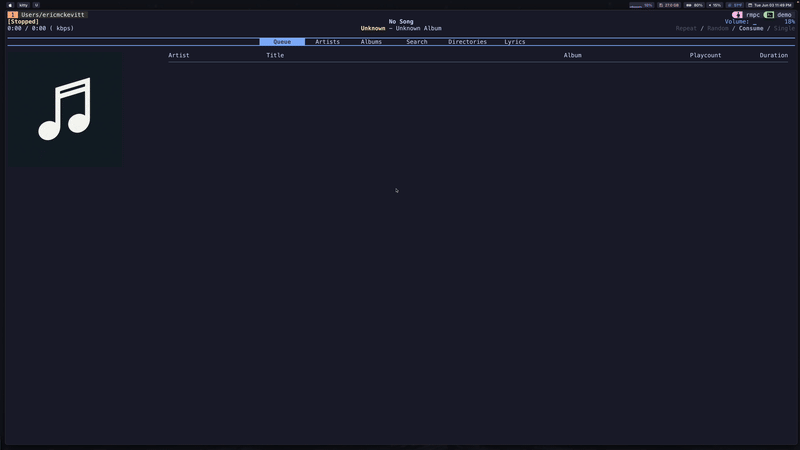 kitty
1 Users/ericmckevitt
rmpc demo
[Stopped]
No Song
Volume: _ 18%
0:00 / 0:00 ( kbps)
Unknown — Unknown Album
Repeat / Random / Consume / Single
Queue Artists Albums Search Directories Lyrics
Artist Title Album Playcount Duration